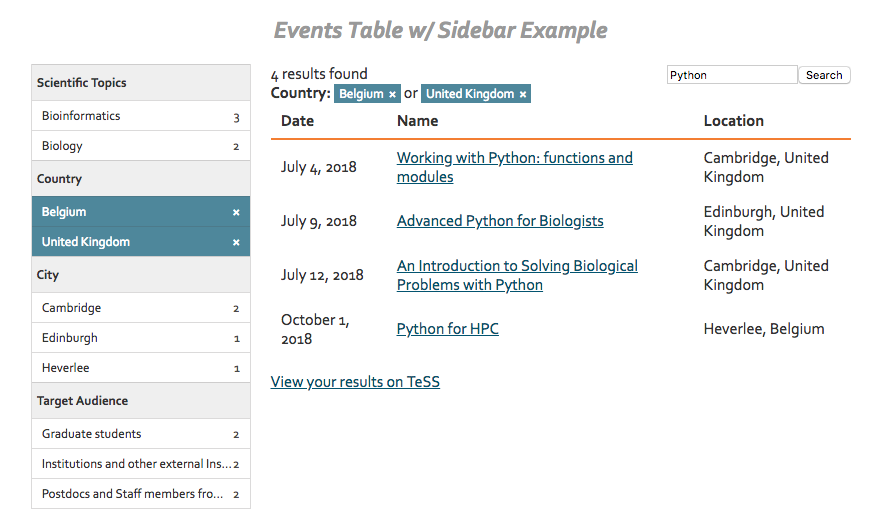 Events Table w/ Sidebar Example
Scientific Topics
Bioinformatics 3
Biology 2
Country
Belgium ×
United Kingdom ×
City
Cambridge 2
Edinburgh 1
Heverlee 1
Target Audience
Graduate students 2
Institutions and other external Ins... 2
Postdocs and Staff members fro... 2
4 results found
Python Search
Country: Belgium × or United Kingdom ×
Date Name Location
July 4, 2018 Working with Python: functions and
modules Cambridge, United
Kingdom
July 9, 2018 Advanced Python for Biologists Edinburgh, United
Kingdom
July 12, 2018 An Introduction to Solving Biological
Problems with Python Cambridge, United
Kingdom
October 1,
2018 Python for HPC Heverlee, Belgium
View your results on TeSS